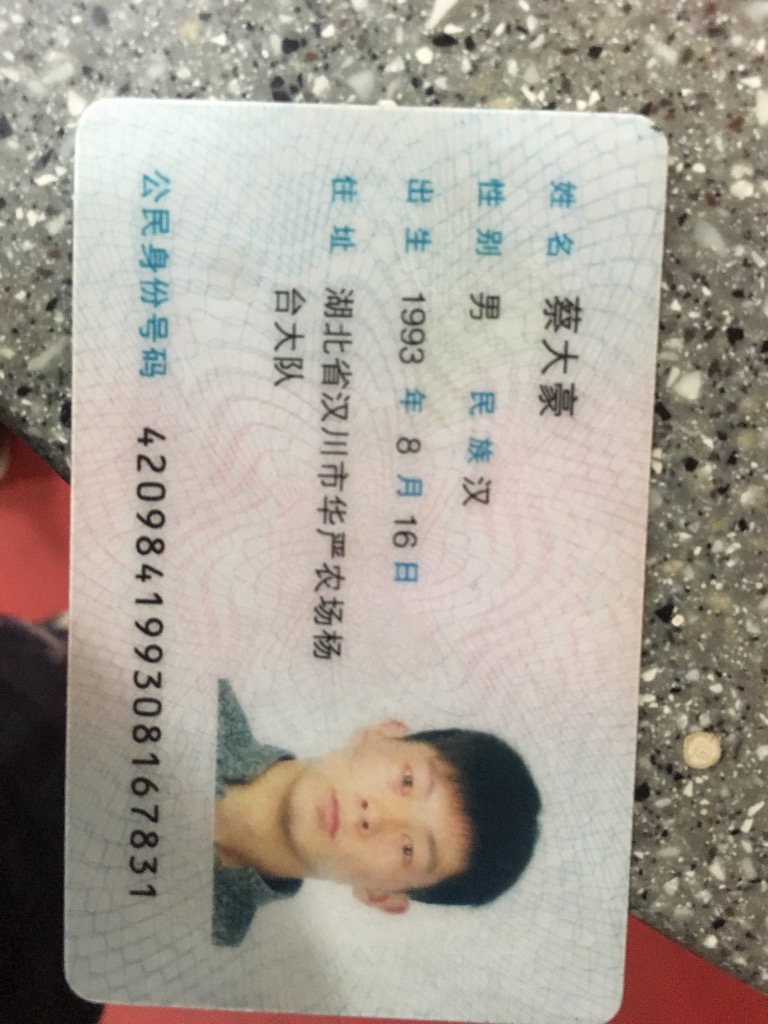 姓名 蔡大豪
性别 男 民族 汉
出生 1993 年 8 月 16 日
住址 湖北省汉川市华严农场杨
台大队
公民身份号码 420984199308167831